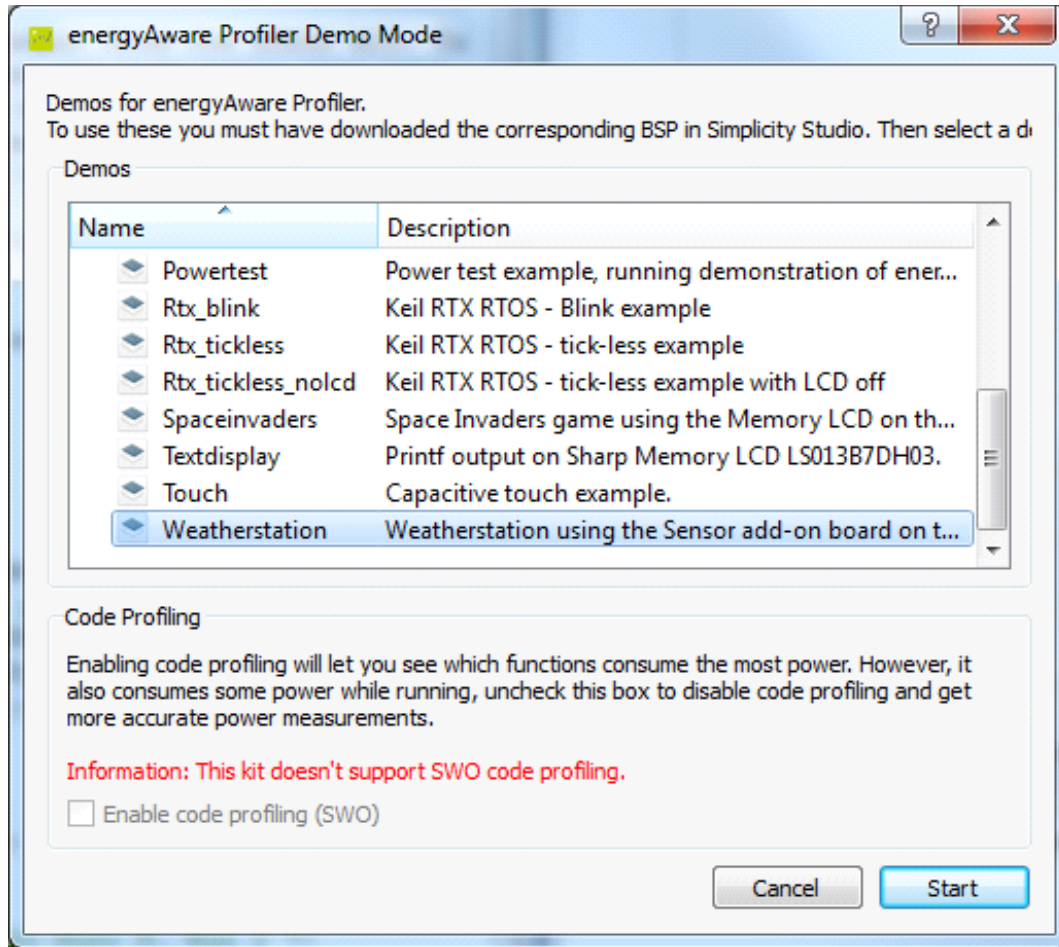 energyAware Profiler Demo Mode
Demos for energyAware Profiler.
To use these you must have downloaded the corresponding BSP in Simplicity Studio. Then select a d
Demos
Name Description
Powertest Power test example, running demonstration of ener...
Rtx_blink Keil RTX RTOS - Blink example
Rtx_tickless Keil RTX RTOS - tick-less example
Rtx_tickless_nolcd Keil RTX RTOS - tick-less example with LCD off
Spaceinvaders Space Invaders game using the Memory LCD on th...
Textdisplay Printf output on Sharp Memory LCD LS013B7DH03.
Touch Capacitive touch example.
Weatherstation Weatherstation using the Sensor add-on board on t...
Code Profiling
Enabling code profiling will let you see which functions consume the most power. However, it
also consumes some power while running, uncheck this box to disable code profiling and get
more accurate power measurements.
Information: This kit doesn't support SWO code profiling.
Enable code profiling (SWO)
Cancel Start